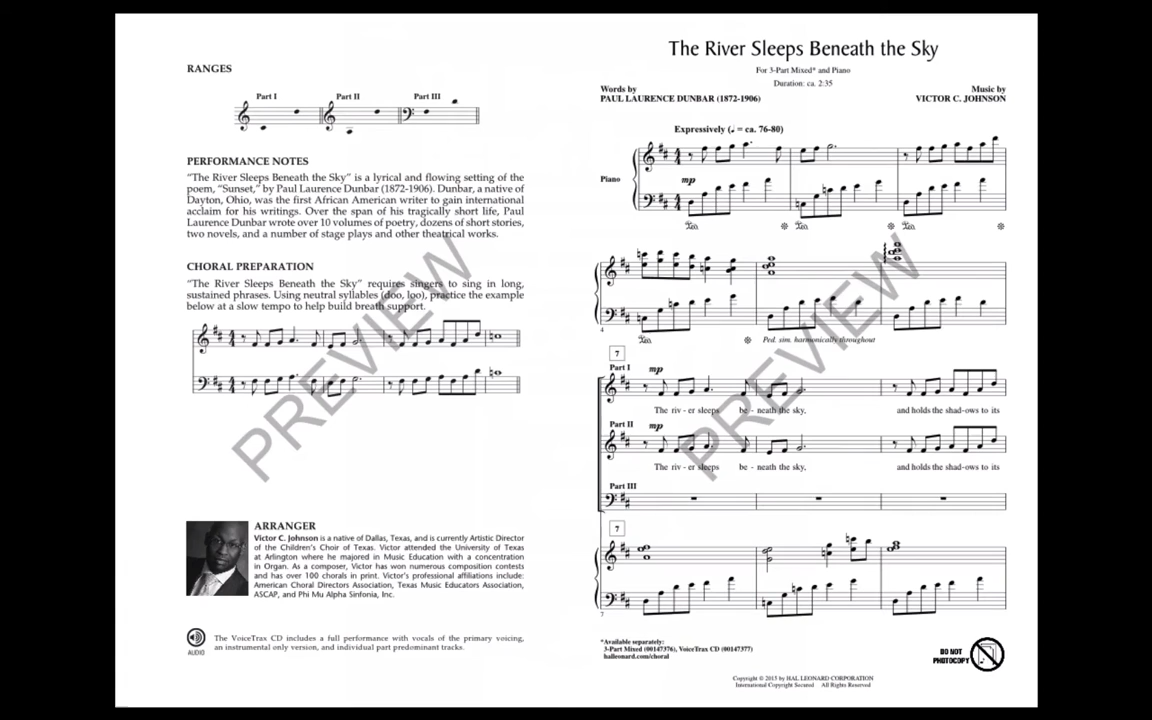 RANGES
Part I Part II Part III
PERFORMANCE NOTES
"The River Sleeps Beneath the Sky" is a lyrical and flowing setting of the
poem, "Sunset," by Paul Laurence Dunbar (1872-1906). Dunbar, a native of
Dayton, Ohio, was the first African American writer to gain international
acclaim for his writings. Over the span of his tragically short life, Paul
Laurence Dunbar wrote over 10 volumes of poetry, dozens of short stories,
two novels, and a number of stage plays and other theatrical works.
CHORAL PREPARATION
"The River Sleeps Beneath the Sky" requires singers to sing in long,
sustained phrases. Using neutral syllables (doo, loo), practice the example
below at a slow tempo to help build breath support.
PREVIEW
ARRANGER
Victor C. Johnson is a native of Dallas, Texas, and is currently Artistic Director
of the Children's Choir of Texas. Victor attended the University of Texas
at Arlington where he majored in Music Education with a concentration
in Organ. As a composer, Victor has won numerous composition contests
and has over 100 chorals in print. Victor's professional affiliations include:
American Choral Directors Association, Texas Music Educators Association,
ASCAP, and Phi Mu Alpha Sinfonia, Inc.
AUDIO
The VoiceTrax CD includes a full performance with vocals of the primary voicing,
an instrumental only version, and individual part predominant tracks.
The River Sleeps Beneath the Sky
For 3-Part Mixed* and Piano
Duration: ca. 2:35
Words by
PAUL LAURENCE DUNBAR (1872-1906)
Music by
VICTOR C. JOHNSON
Expressively (♩ = ca. 76-80)
Piano
mp
Ped. Ped. Ped.
4
Ped. Ped. sim. harmonically throughout
PREVIEW
7
Part I mp
The riv - er sleeps be - neath the sky, and holds the shad-ows to its
Part II mp
The riv - er sleeps be - neath the sky, and holds the shad-ows to its
Part III
7
7
*Available separately:
3-Part Mixed (00147376), VoiceTrax CD (00147377)
halleonard.com/choral
DO NOT
PHOTOCOPY
Copyright © 2015 by HAL LEONARD CORPORATION
International Copyright Secured All Rights Reserved